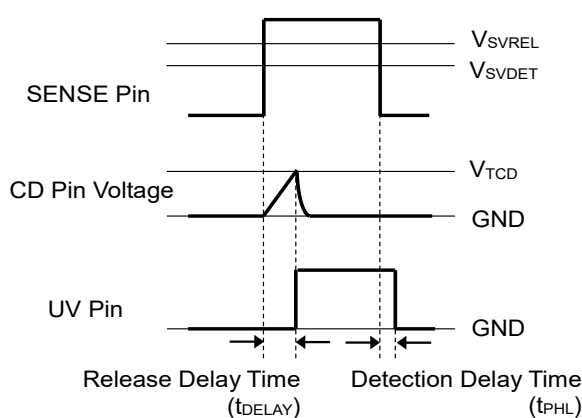 VSVREL
VSVDET
SENSE Pin
VTCD
CD Pin Voltage
GND
UV Pin
GND
Release Delay Time
(tDELAY)
Detection Delay Time
(tPHL)